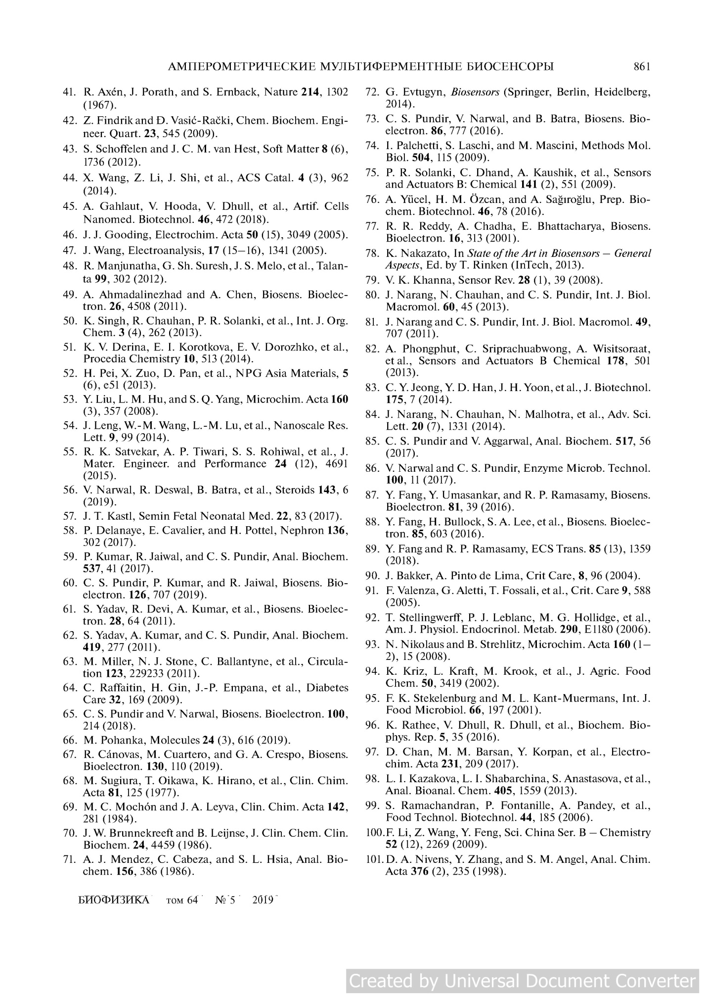 АМПЕРОМЕТРИЧЕСКИЕ МУЛЬТИФЕРМЕНТНЫЕ БИОСЕНСОРЫ 861
41. R. Axén, J. Porath, and S. Ernback, Nature 214, 1302
(1967).
42. Z. Findrik and Đ. Vasić-Rački, Chem. Biochem. Engi-
neer. Quart. 23, 545 (2009).
43. S. Schoffelen and J. C. M. van Hest, Soft Matter 8 (6),
1736 (2012).
44. X. Wang, Z. Li, J. Shi, et al., ACS Catal. 4 (3), 962
(2014).
45. A. Gahlaut, V. Hooda, V. Dhull, et al., Artif. Cells
Nanomed. Biotechnol. 46, 472 (2018).
46. J. J. Gooding, Electrochim. Acta 50 (15), 3049 (2005).
47. J. Wang, Electroanalysis, 17 (15–16), 1341 (2005).
48. R. Manjunatha, G. Sh. Suresh, J. S. Melo, et al., Talan-
ta 99, 302 (2012).
49. A. Ahmadalinezhad and A. Chen, Biosens. Bioelec-
tron. 26, 4508 (2011).
50. K. Singh, R. Chauhan, P. R. Solanki, et al., Int. J. Org.
Chem. 3 (4), 262 (2013).
51. K. V. Derina, E. I. Korotkova, E. V. Dorozhko, et al.,
Procedia Chemistry 10, 513 (2014).
52. H. Pei, X. Zuo, D. Pan, et al., NPG Asia Materials, 5
(6), e51 (2013).
53. Y. Liu, L. M. Hu, and S. Q. Yang, Microchim. Acta 160
(3), 357 (2008).
54. J. Leng, W.-M. Wang, L.-M. Lu, et al., Nanoscale Res.
Lett. 9, 99 (2014).
55. R. K. Satvekar, A. P. Tiwari, S. S. Rohiwal, et al., J.
Mater. Engineer. and Performance 24 (12), 4691
(2015).
56. V. Narwal, R. Deswal, B. Batra, et al., Steroids 143, 6
(2019).
57. J. T. Kastl, Semin Fetal Neonatal Med. 22, 83 (2017).
58. P. Delanaye, E. Cavalier, and H. Pottel, Nephron 136,
302 (2017).
59. P. Kumar, R. Jaiwal, and C. S. Pundir, Anal. Biochem.
537, 41 (2017).
60. C. S. Pundir, P. Kumar, and R. Jaiwal, Biosens. Bio-
electron. 126, 707 (2019).
61. S. Yadav, R. Devi, A. Kumar, et al., Biosens. Bioelec-
tron. 28, 64 (2011).
62. S. Yadav, A. Kumar, and C. S. Pundir, Anal. Biochem.
419, 277 (2011).
63. M. Miller, N. J. Stone, C. Ballantyne, et al., Circula-
tion 123, 229233 (2011).
64. C. Raffaitin, H. Gin, J.-P. Empana, et al., Diabetes
Care 32, 169 (2009).
65. C. S. Pundir and V. Narwal, Biosens. Bioelectron. 100,
214 (2018).
66. M. Pohanka, Molecules 24 (3), 616 (2019).
67. R. Cánovas, M. Cuartero, and G. A. Crespo, Biosens.
Bioelectron. 130, 110 (2019).
68. M. Sugiura, T. Oikawa, K. Hirano, et al., Clin. Chim.
Acta 81, 125 (1977).
69. M. C. Mochón and J. A. Leyva, Clin. Chim. Acta 142,
281 (1984).
70. J. W. Brunnekreeft and B. Leijnse, J. Clin. Chem. Clin.
Biochem. 24, 4459 (1986).
71. A. J. Mendez, C. Cabeza, and S. L. Hsia, Anal. Bio-
chem. 156, 386 (1986).
72. G. Evtugyn, Biosensors (Springer, Berlin, Heidelberg,
2014).
73. C. S. Pundir, V. Narwal, and B. Batra, Biosens. Bio-
electron. 86, 777 (2016).
74. I. Palchetti, S. Laschi, and M. Mascini, Methods Mol.
Biol. 504, 115 (2009).
75. P. R. Solanki, C. Dhand, A. Kaushik, et al., Sensors
and Actuators B: Chemical 141 (2), 551 (2009).
76. A. Yücel, H. M. Özcan, and A. Sağıroğlu, Prep. Bio-
chem. Biotechnol. 46, 78 (2016).
77. R. R. Reddy, A. Chadha, E. Bhattacharya, Biosens.
Bioelectron. 16, 313 (2001).
78. K. Nakazato, In State of the Art in Biosensors – General
Aspects, Ed. by T. Rinken (InTech, 2013).
79. V. K. Khanna, Sensor Rev. 28 (1), 39 (2008).
80. J. Narang, N. Chauhan, and C. S. Pundir, Int. J. Biol.
Macromol. 60, 45 (2013).
81. J. Narang and C. S. Pundir, Int. J. Biol. Macromol. 49,
707 (2011).
82. A. Phongphut, C. Sriprachuabwong, A. Wisitsoraat,
et al., Sensors and Actuators B Chemical 178, 501
(2013).
83. C. Y. Jeong, Y. D. Han, J. H. Yoon, et al., J. Biotechnol.
175, 7 (2014).
84. J. Narang, N. Chauhan, N. Malhotra, et al., Adv. Sci.
Lett. 20 (7), 1331 (2014).
85. C. S. Pundir and V. Aggarwal, Anal. Biochem. 517, 56
(2017).
86. V. Narwal and C. S. Pundir, Enzyme Microb. Technol.
100, 11 (2017).
87. Y. Fang, Y. Umasankar, and R. P. Ramasamy, Biosens.
Bioelectron. 81, 39 (2016).
88. Y. Fang, H. Bullock, S. A. Lee, et al., Biosens. Bioelec-
tron. 85, 603 (2016).
89. Y. Fang and R. P. Ramasamy, ECS Trans. 85 (13), 1359
(2018).
90. J. Bakker, A. Pinto de Lima, Crit Care, 8, 96 (2004).
91. F. Valenza, G. Aletti, T. Fossali, et al., Crit. Care 9, 588
(2005).
92. T. Stellingwerff, P. J. Leblanc, M. G. Hollidge, et al.,
Am. J. Physiol. Endocrinol. Metab. 290, E1180 (2006).
93. N. Nikolaus and B. Strehlitz, Microchim. Acta 160 (1–
2), 15 (2008).
94. K. Kriz, L. Kraft, M. Krook, et al., J. Agric. Food
Chem. 50, 3419 (2002).
95. F. K. Stekelenburg and M. L. Kant-Muermans, Int. J.
Food Microbiol. 66, 197 (2001).
96. K. Rathee, V. Dhull, R. Dhull, et al., Biochem. Bio-
phys. Rep. 5, 35 (2016).
97. D. Chan, M. M. Barsan, Y. Korpan, et al., Electro-
chim. Acta 231, 209 (2017).
98. L. I. Kazakova, L. I. Shabarchina, S. Anastasova, et al.,
Anal. Bioanal. Chem. 405, 1559 (2013).
99. S. Ramachandran, P. Fontanille, A. Pandey, et al.,
Food Technol. Biotechnol. 44, 185 (2006).
100. F. Li, Z. Wang, Y. Feng, Sci. China Ser. B – Chemistry
52 (12), 2269 (2009).
101. D. A. Nivens, Y. Zhang, and S. M. Angel, Anal. Chim.
Acta 376 (2), 235 (1998).
БИОФИЗИКА том 64 № 5 2019
Created by Universal Document Converter